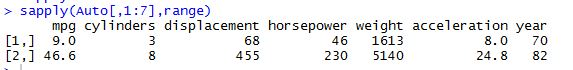 > sapply(Auto[,1:7],range)
mpg cylinders displacement horsepower weight acceleration year
[1,] 9.0 3 68 46 1613 8.0 70
[2,] 46.6 8 455 230 5140 24.8 82
>